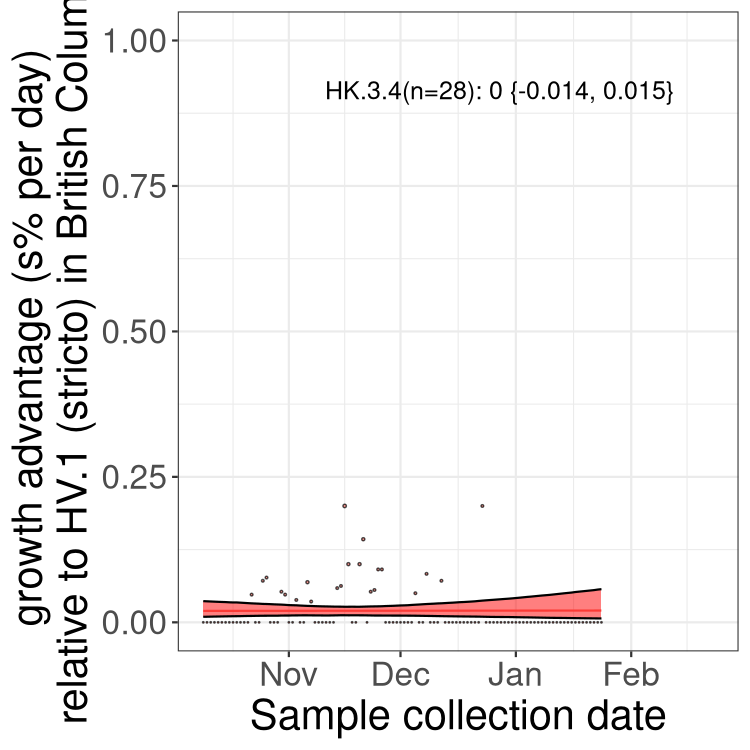 growth advantage (s% per day)
relative to HV.1 (stricto) in British Colum
1.00
0.75
0.50
0.25
0.00
HK.3.4(n=28): 0 {-0.014, 0.015}
Nov Dec Jan Feb
Sample collection date